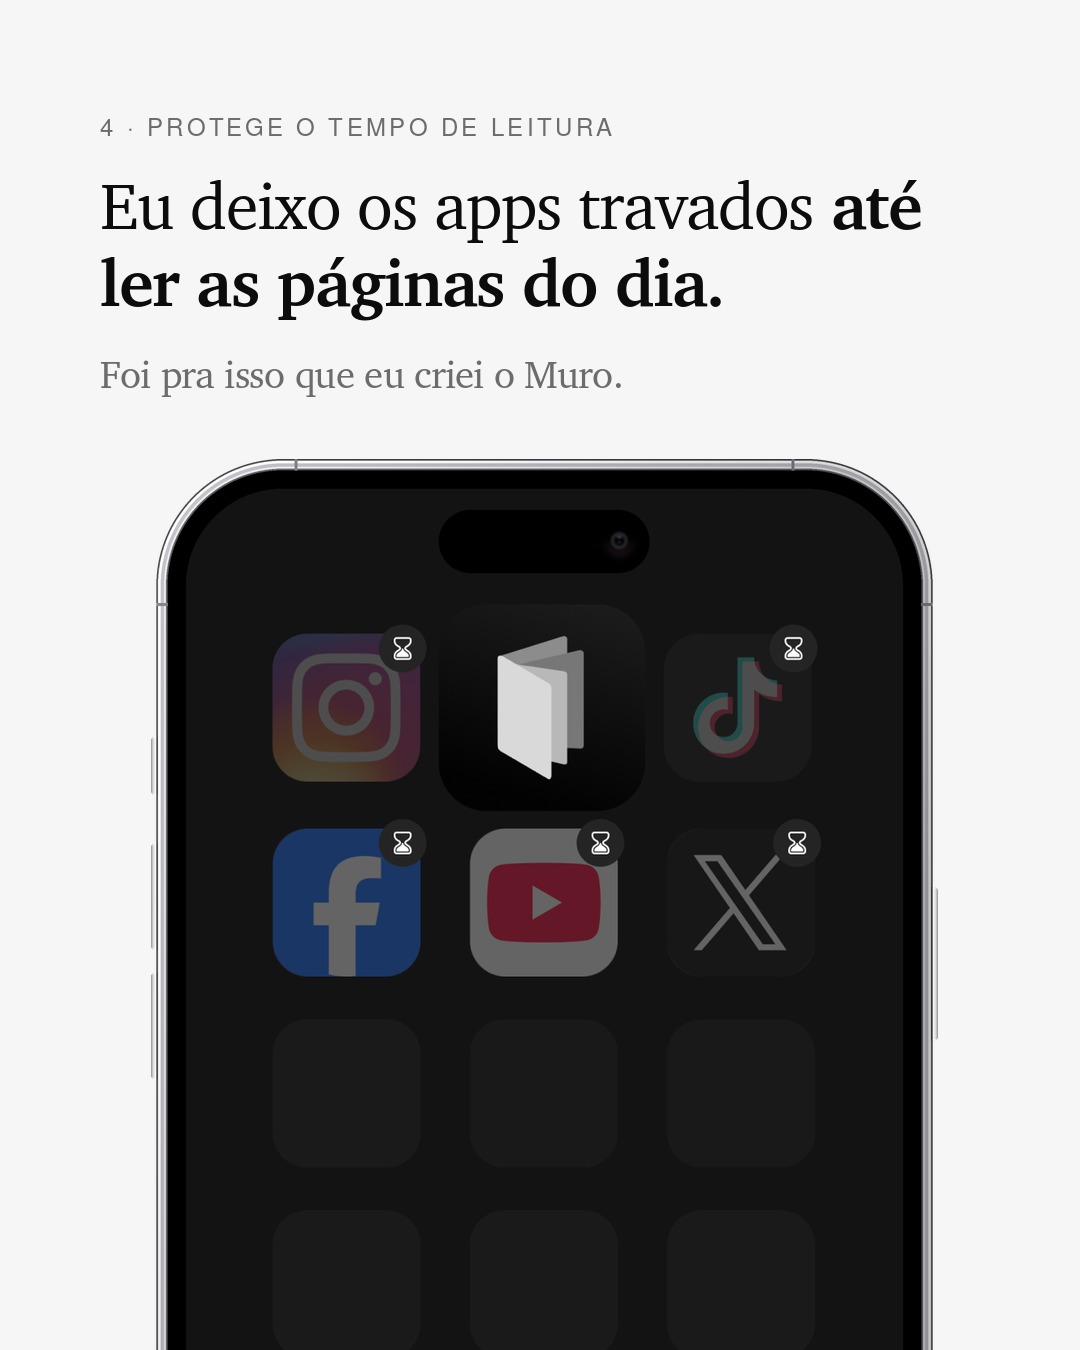 4 · PROTEGE O TEMPO DE LEITURA
Eu deixo os apps travados até
ler as páginas do dia.
Foi pra isso que eu criei o Muro.